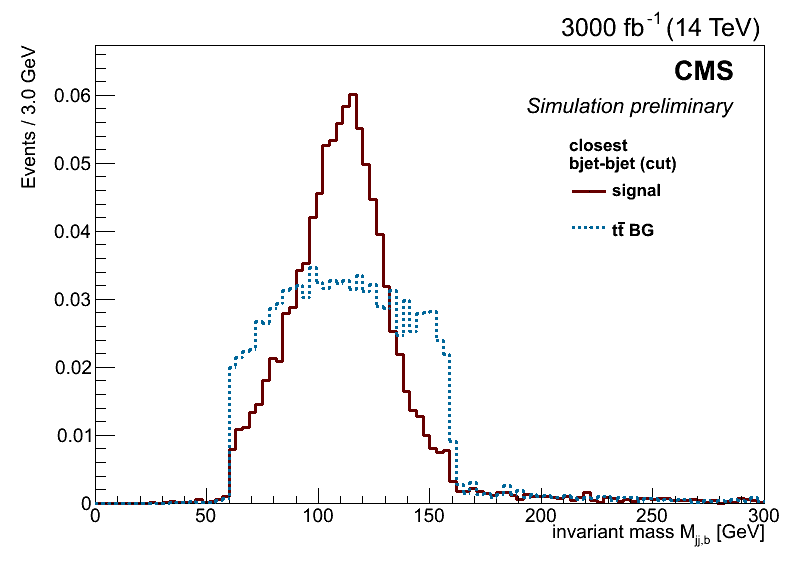 3000 fb⁻¹ (14 TeV)
CMS
Simulation preliminary
closest
bjet-bjet (cut)
signal
tt̄ BG
Events / 3.0 GeV
0.06
0.05
0.04
0.03
0.02
0.01
0
0 50 100 150 200 250 300
invariant mass M_jj,b [GeV]